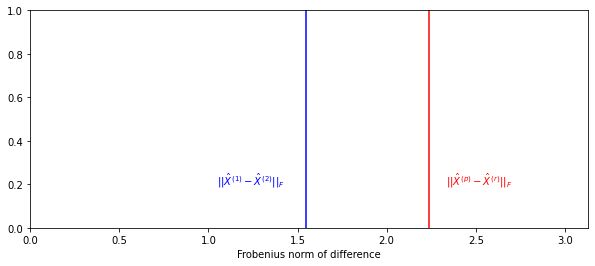 1.0
0.8
0.6
0.4
0.2
0.0
||X̂⁽¹⁾ − X̂⁽²⁾||_F
||X̂⁽ᵖ⁾ − X̂⁽ʳ⁾||_F
0.0 0.5 1.0 1.5 2.0 2.5 3.0
Frobenius norm of difference